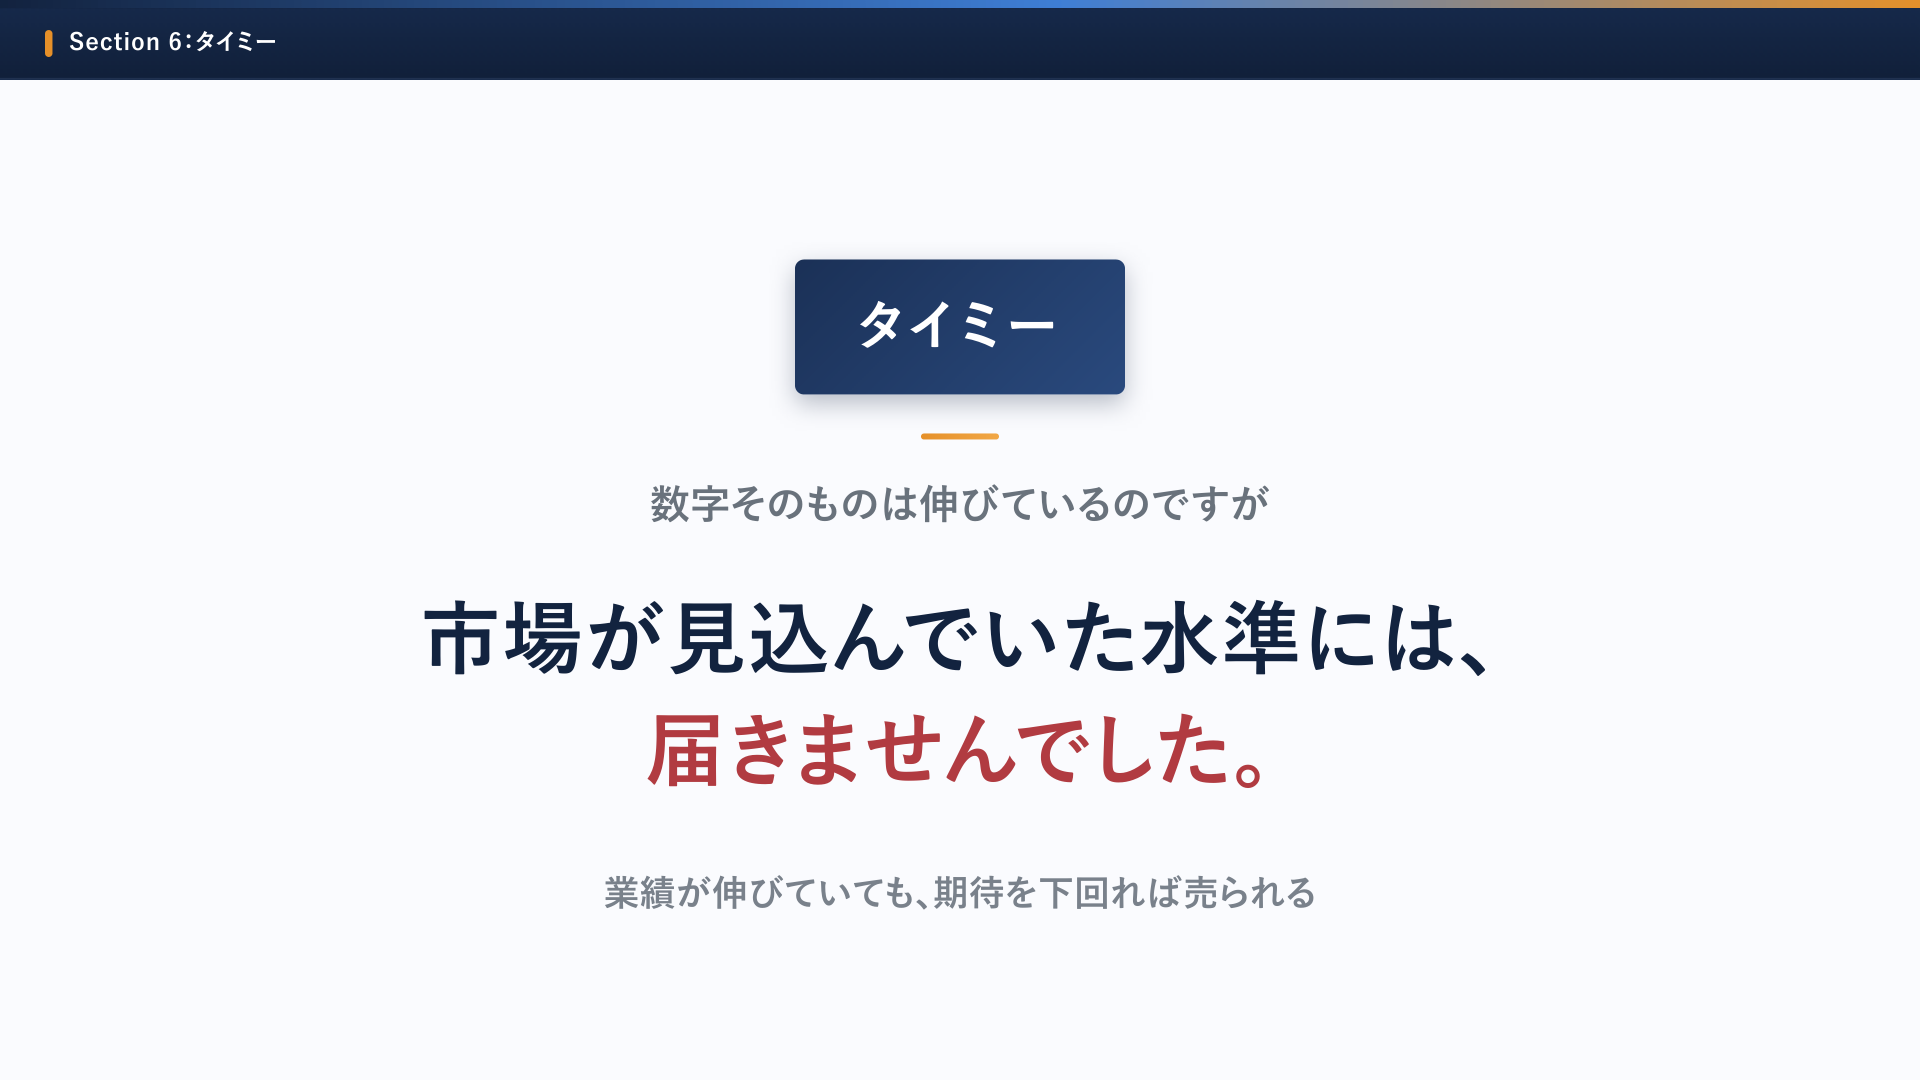 Section 6：タイミー
タイミー
数字そのものは伸びているのですが
市場が見込んでいた水準には、
届きませんでした。
業績が伸びていても、期待を下回れば売られる